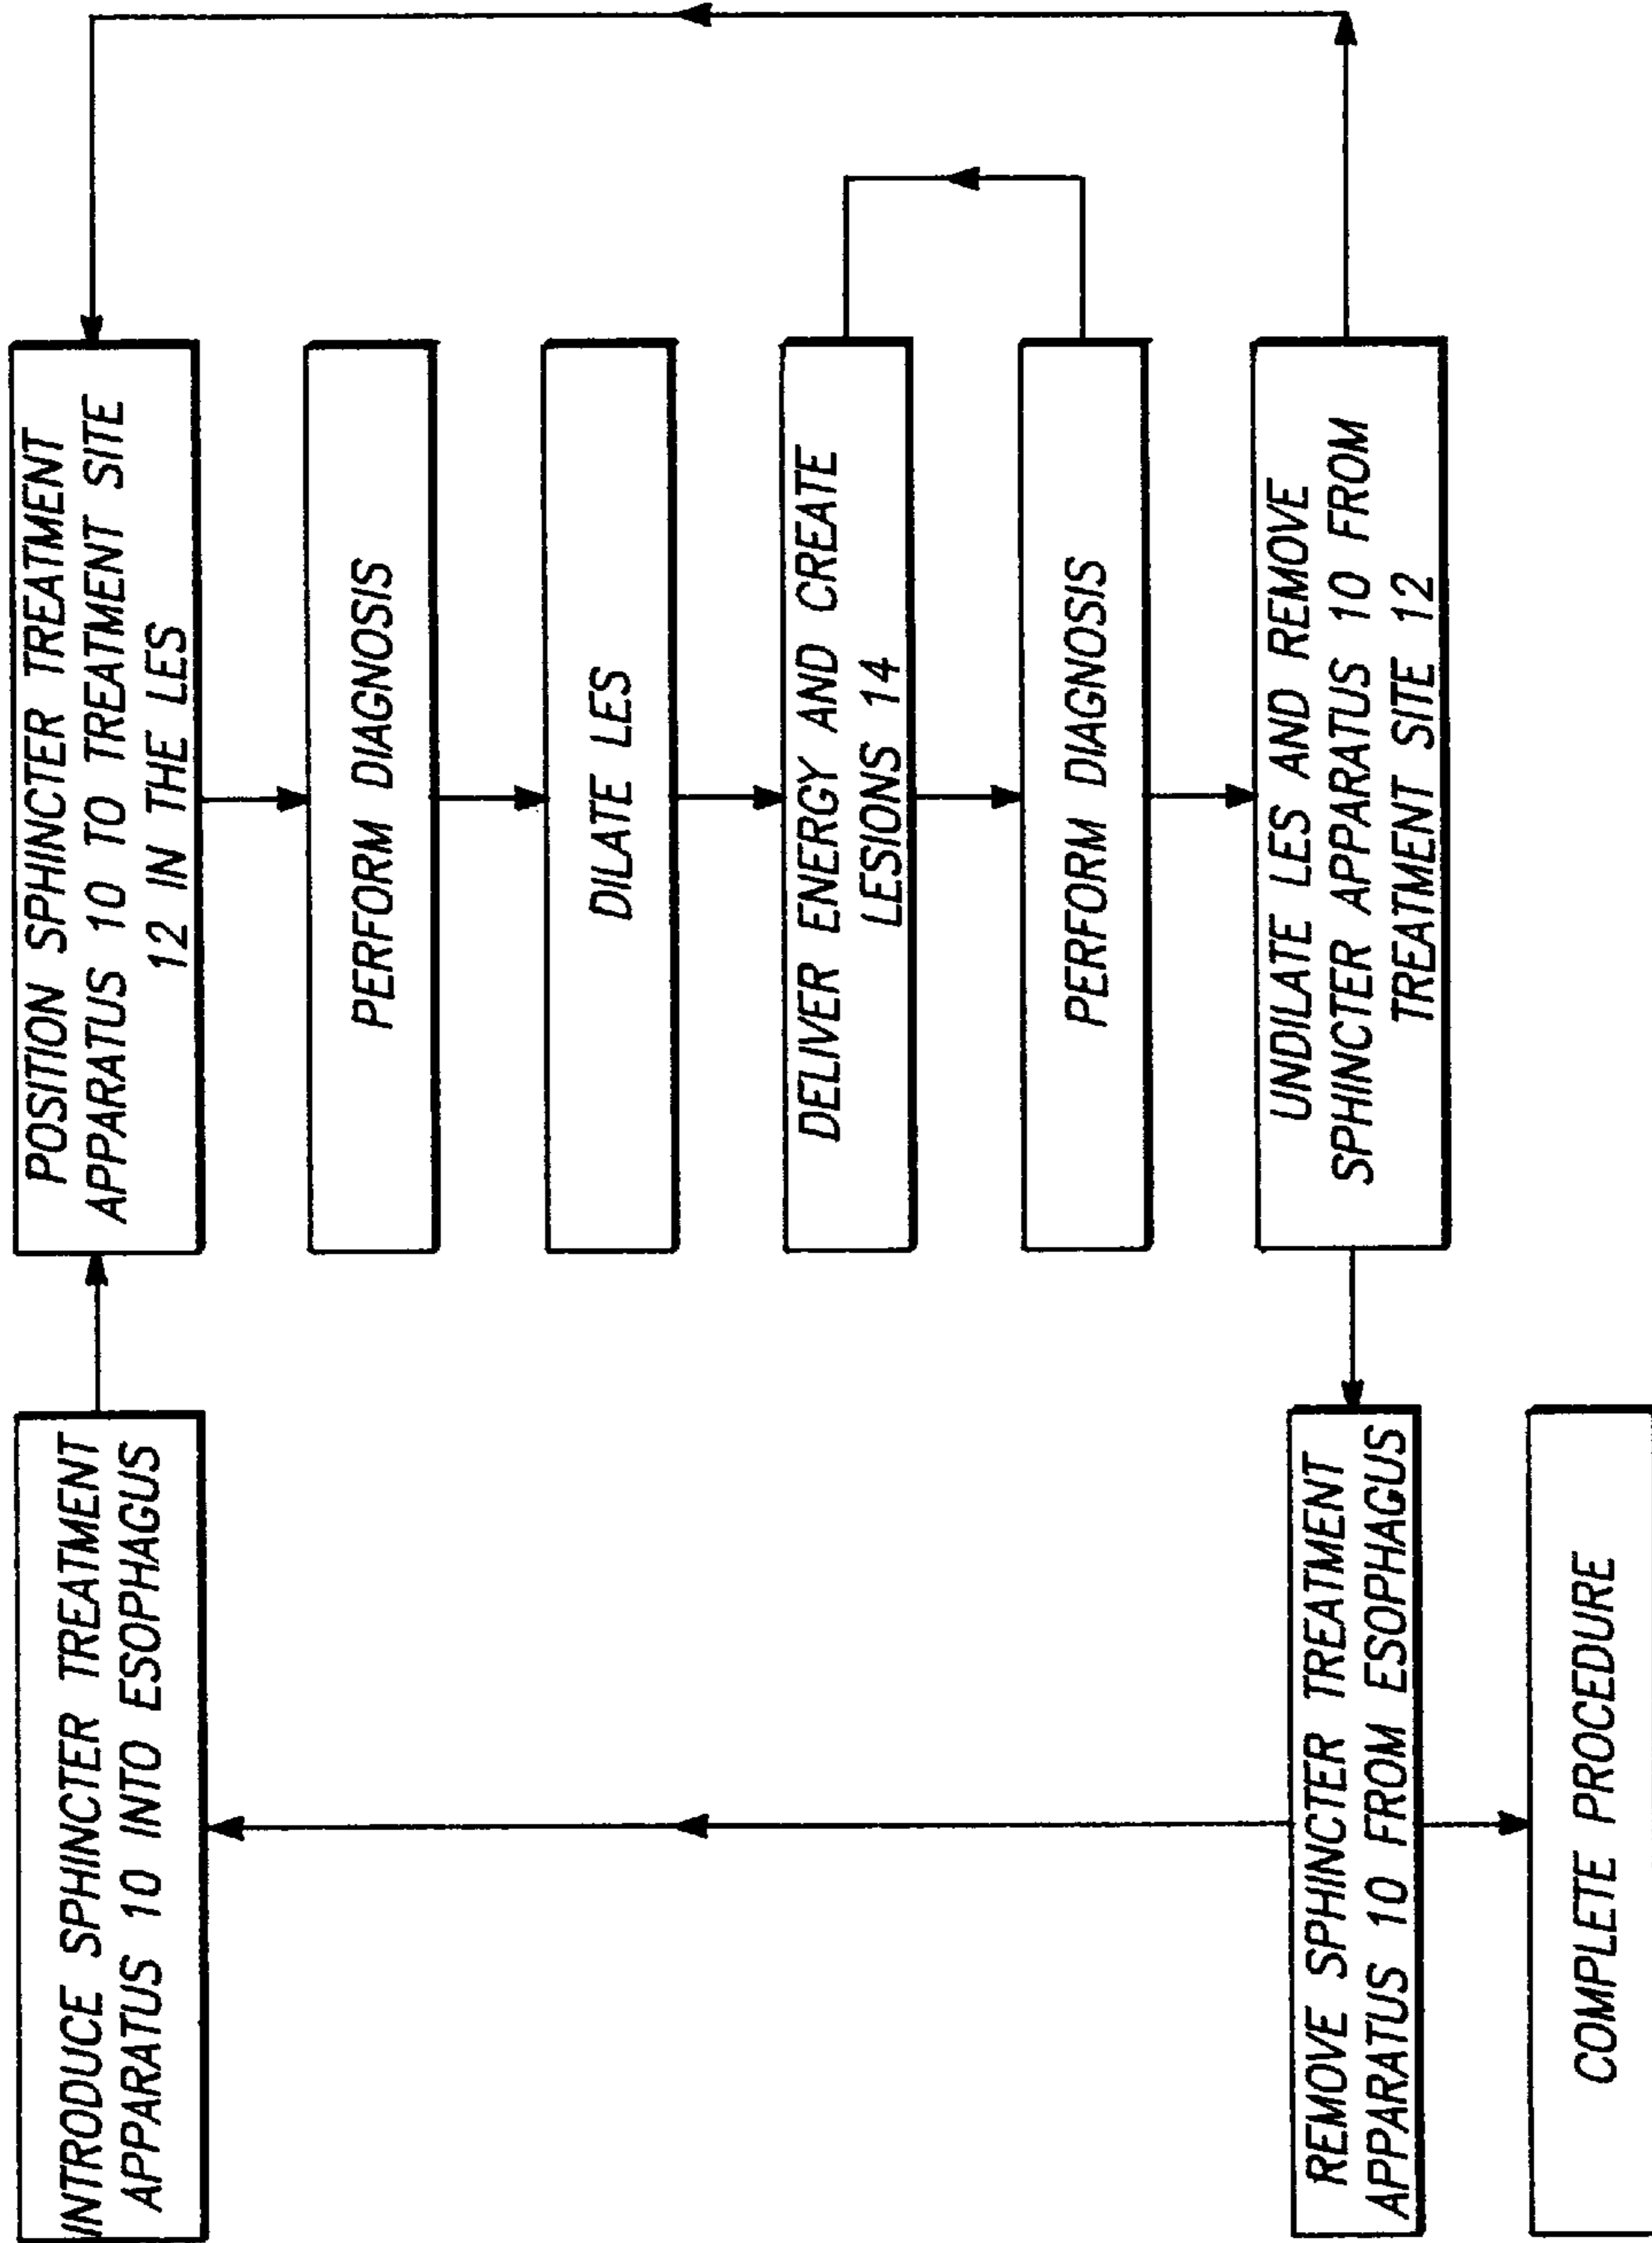 INTRODUCE SPHINCTER TREATMENT
APPARATUS 10 INTO ESOPHAGUS
POSITION SPHINCTER TREATMENT
APPARATUS 10 TO TREATMENT SITE
12 IN THE LES
PERFORM DIAGNOSIS
DILATE LES
DELIVER ENERGY AND CREATE
LESIONS 14
PERFORM DIAGNOSIS
UNDILATE LES AND REMOVE
SPHINCTER APPARATUS 10 FROM
TREATMENT SITE 12
REMOVE SPHINCTER TREATMENT
APPARATUS 10 FROM ESOPHAGUS
COMPLETE PROCEDURE